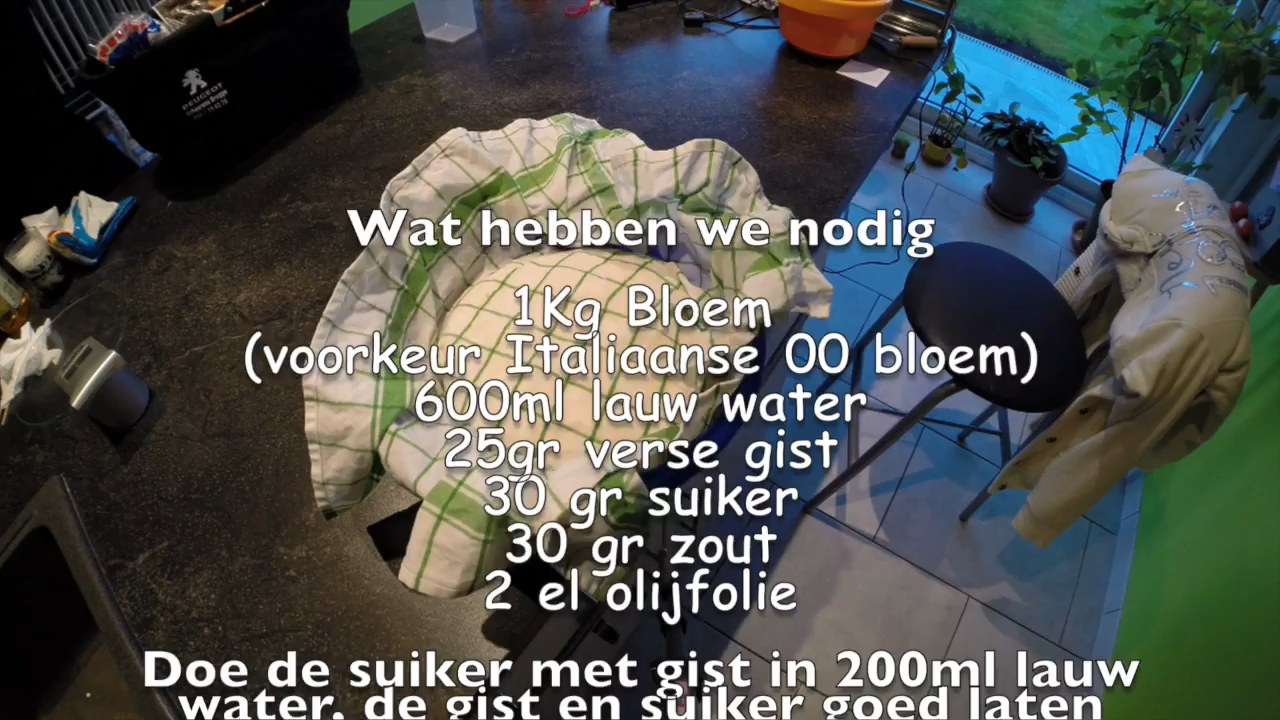 PEUGEOT
Wat hebben we nodig
1Kg Bloem
(voorkeur Italiaanse 00 bloem)
600ml lauw water
25gr verse gist
30 gr suiker
30 gr zout
2 el olijfolie
Doe de suiker met gist in 200ml lauw
water, de gist en suiker goed laten